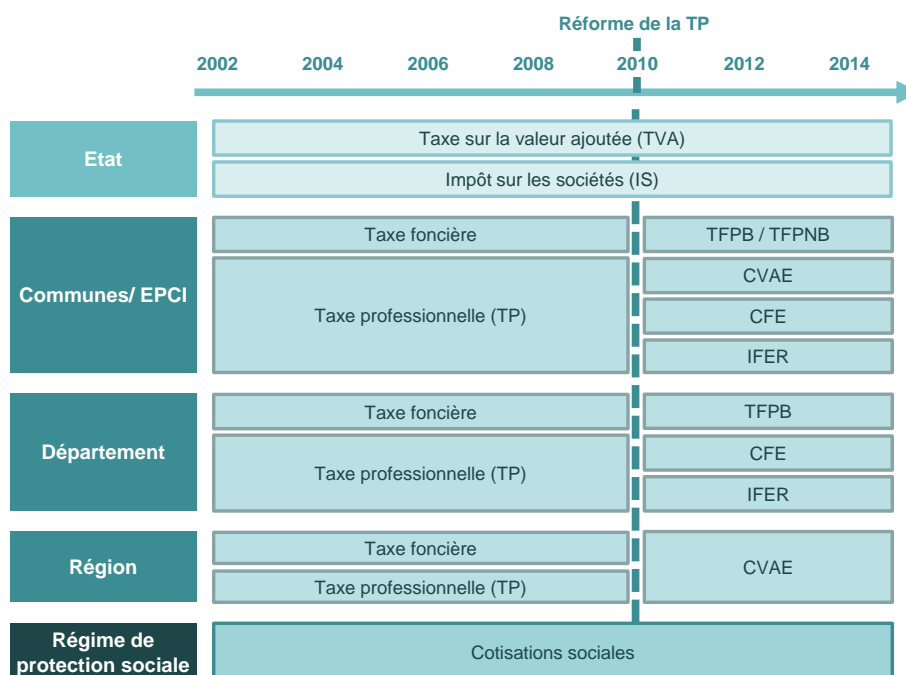 Réforme de la TP
2002 2004 2006 2008 2010 2012 2014
Etat
Taxe sur la valeur ajoutée (TVA)
Impôt sur les sociétés (IS)
Communes/ EPCI
Taxe foncière
TFPB / TFPNB
Taxe professionnelle (TP)
CVAE
CFE
IFER
Département
Taxe foncière
TFPB
Taxe professionnelle (TP)
CFE
IFER
Région
Taxe foncière
Taxe professionnelle (TP)
CVAE
Régime de
protection sociale
Cotisations sociales